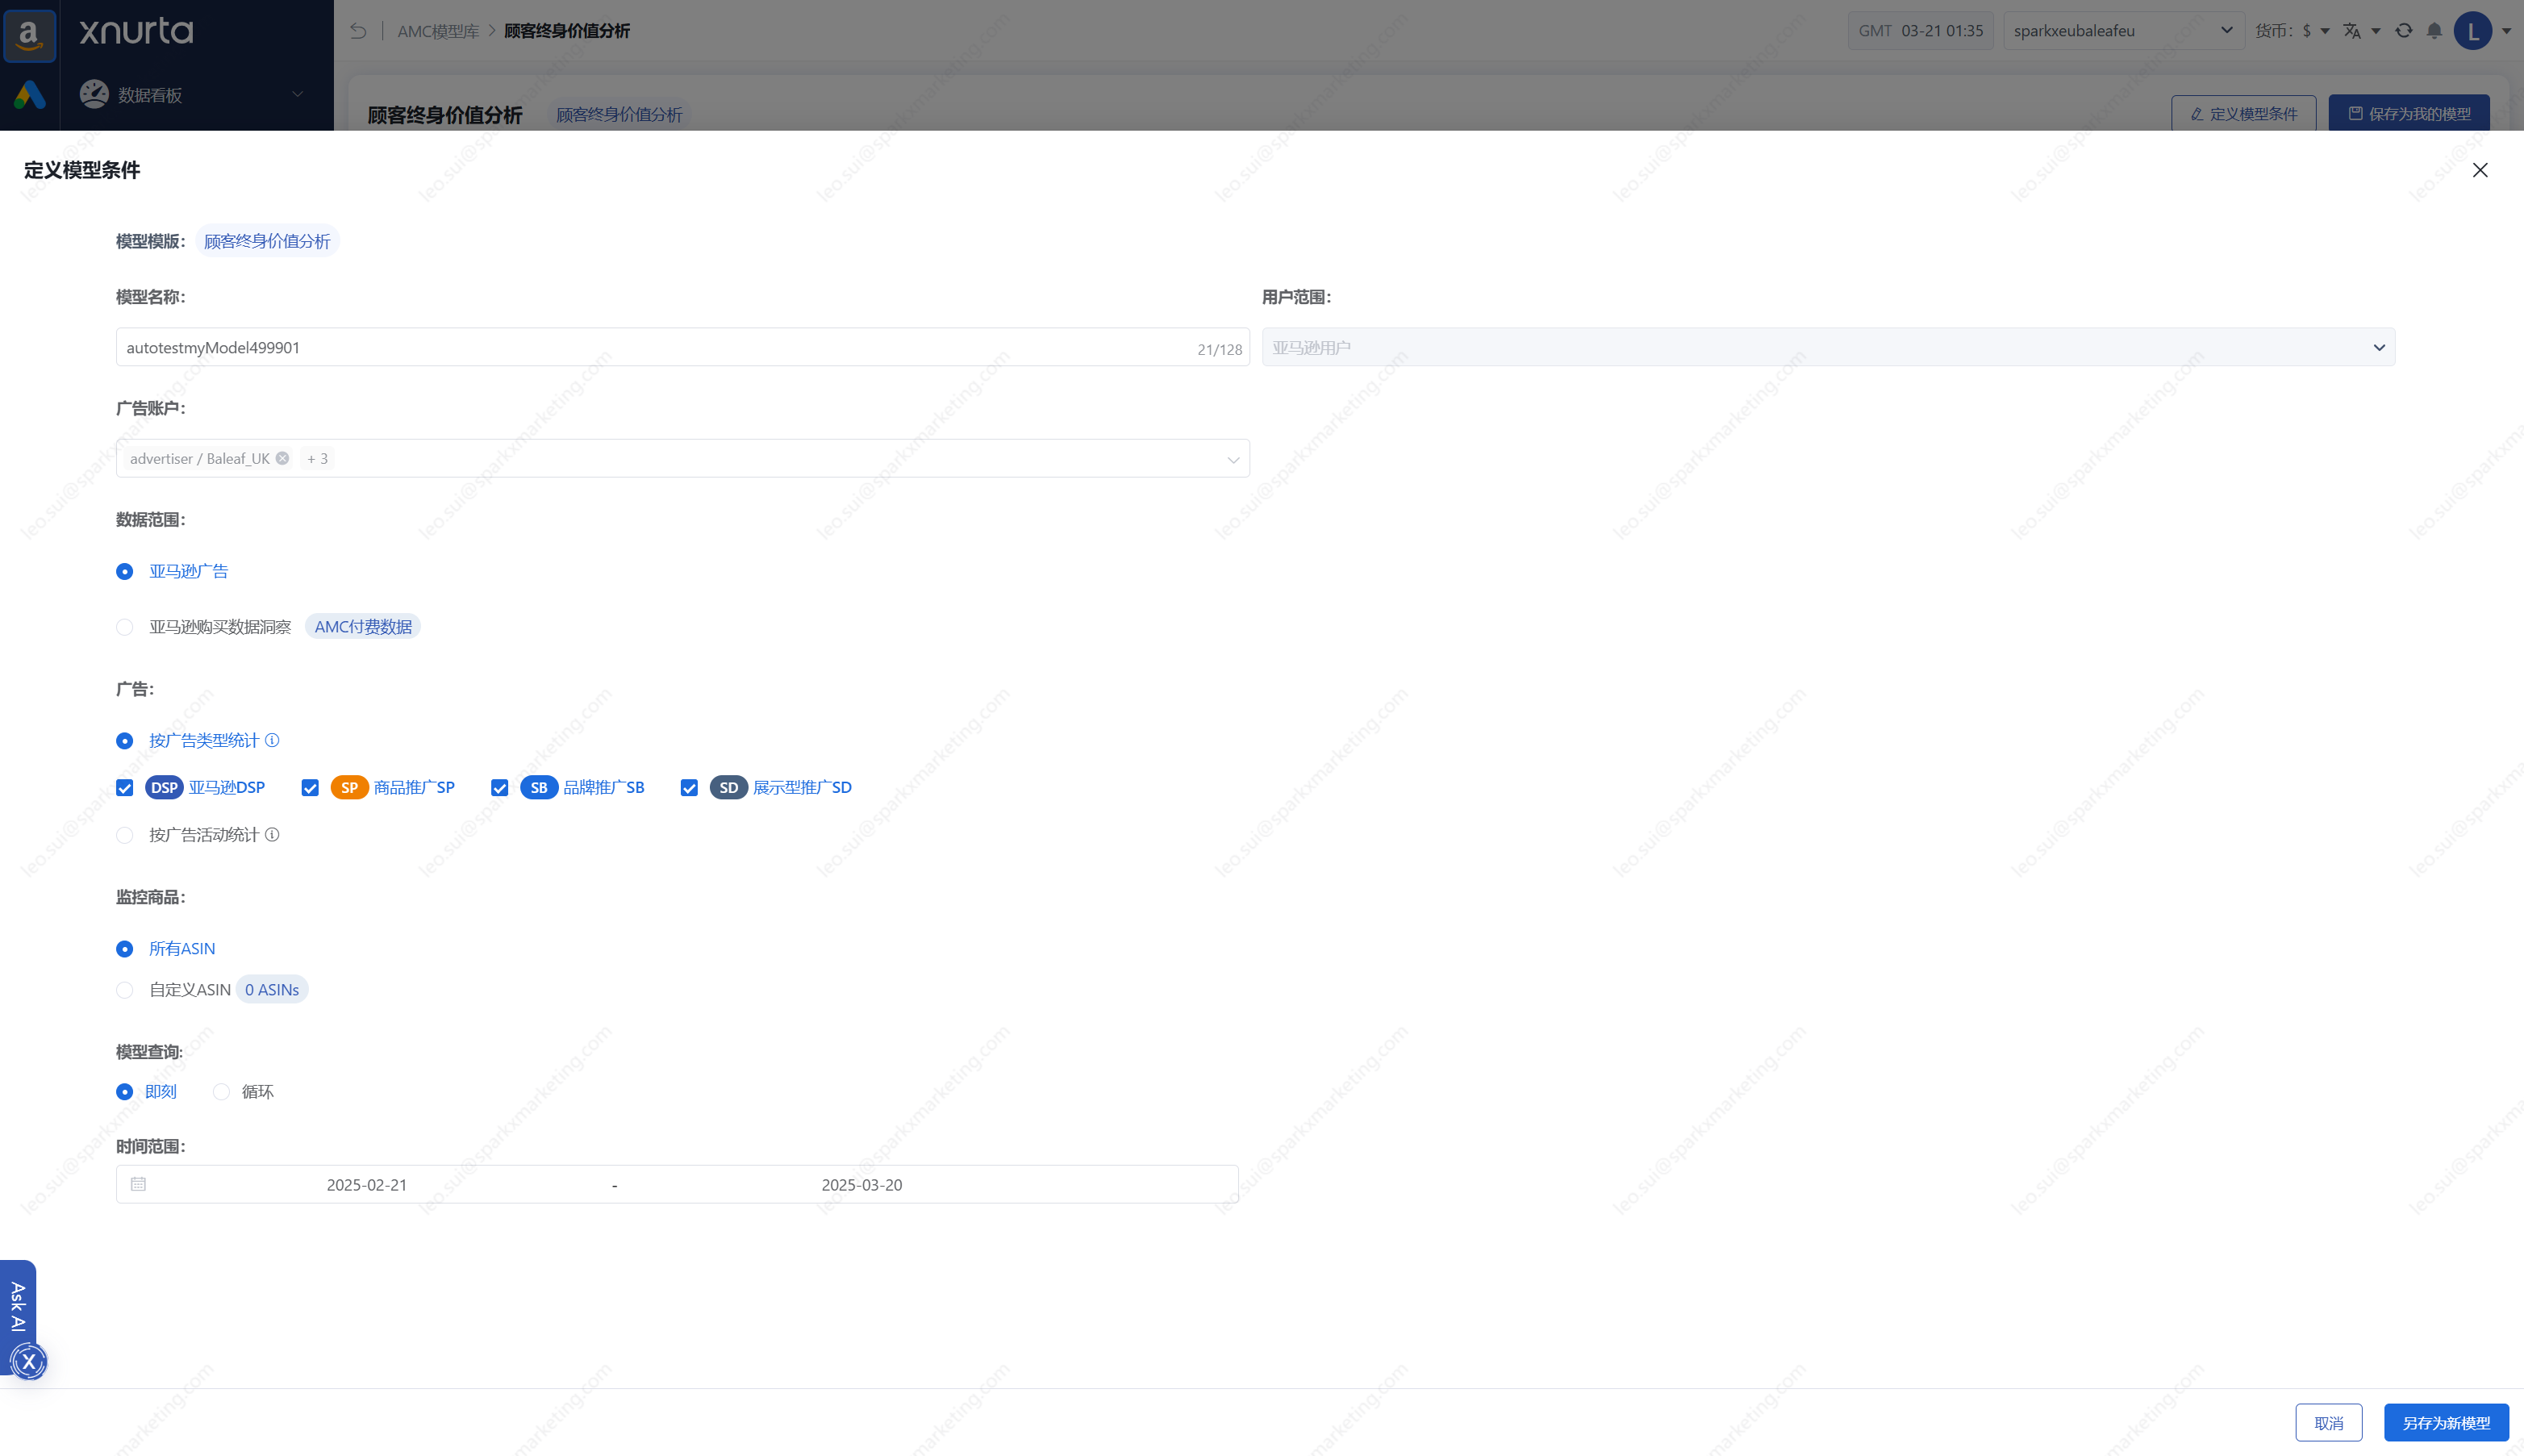 a
xnurta
AMC模型库 > 顾客终身价值分析
GMT 03-21 01:35
sparkxeubaleafeu
货币: $
L
数据看板
顾客终身价值分析 顾客终身价值分析
定义模型条件
保存为我的模型
定义模型条件
模型模版: 顾客终身价值分析
模型名称:
用户范围:
autotestmyModel499901
21/128
亚马逊用户
广告账户:
advertiser / Baleaf_UK + 3
数据范围:
亚马逊广告
亚马逊购买数据洞察 AMC付费数据
广告:
按广告类型统计
DSP 亚马逊DSP SP 商品推广SP SB 品牌推广SB SD 展示型推广SD
按广告活动统计
监控商品:
所有ASIN
自定义ASIN 0 ASINs
模型查询:
即刻 循环
时间范围:
2025-02-21 - 2025-03-20
Ask AI
X
取消
另存为新模型
leo.sui@sparkxmarketing.com